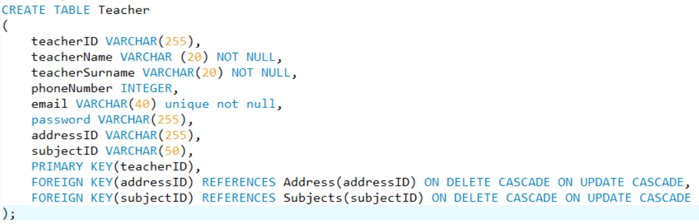 CREATE TABLE Teacher
(
teacherID VARCHAR(255),
teacherName VARCHAR (20) NOT NULL,
teacherSurname VARCHAR(20) NOT NULL,
phoneNumber INTEGER,
email VARCHAR(40) unique not null,
password VARCHAR(255),
addressID VARCHAR(255),
subjectID VARCHAR(50),
PRIMARY KEY(teacherID),
FOREIGN KEY(addressID) REFERENCES Address(addressID) ON DELETE CASCADE ON UPDATE CASCADE,
FOREIGN KEY(subjectID) REFERENCES Subjects(subjectID) ON DELETE CASCADE ON UPDATE CASCADE
);